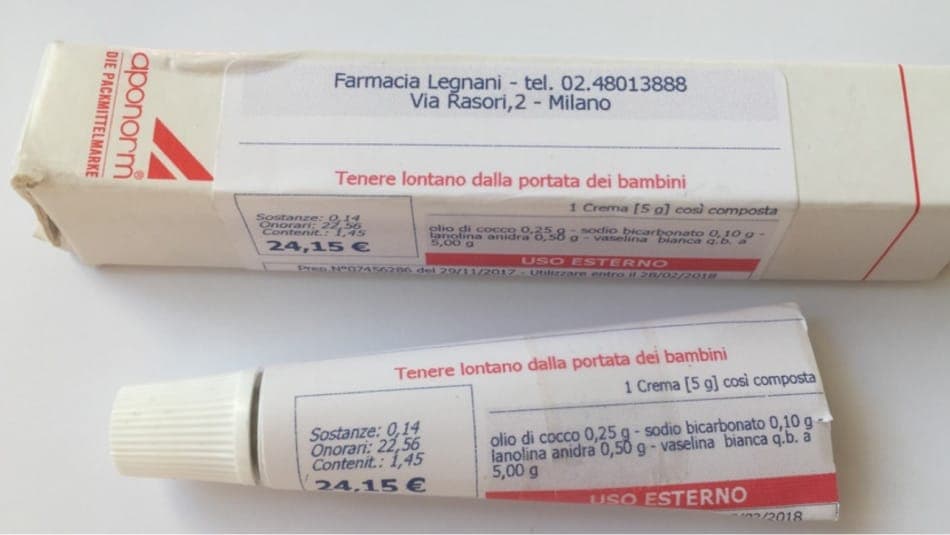 aponorm®
DIE PACKMITTELMARKE
Farmacia Legnani - tel. 02.48013888
Via Rasori,2 - Milano
Tenere lontano dalla portata dei bambini
1 Crema [5 g] così composta
Sostanze: 0,14
Onorari: 22,56
Contenit.: 1,45
24,15 €
olio di cocco 0,25 g - sodio bicarbonato 0,10 g -
lanolina anidra 0,50 g - vaselina bianca q.b. a
5,00 g
USO ESTERNO
Prep.N°07456286 del 29/11/2017 - Utilizzare entro il 28/02/2018
Tenere lontano dalla portata dei bambini
1 Crema [5 g] così composta
Sostanze: 0,14
Onorari: 22,56
Contenit.: 1,45
24,15 €
olio di cocco 0,25 g - sodio bicarbonato 0,10 g -
lanolina anidra 0,50 g - vaselina bianca q.b. a
5,00 g
USO ESTERNO
/2018